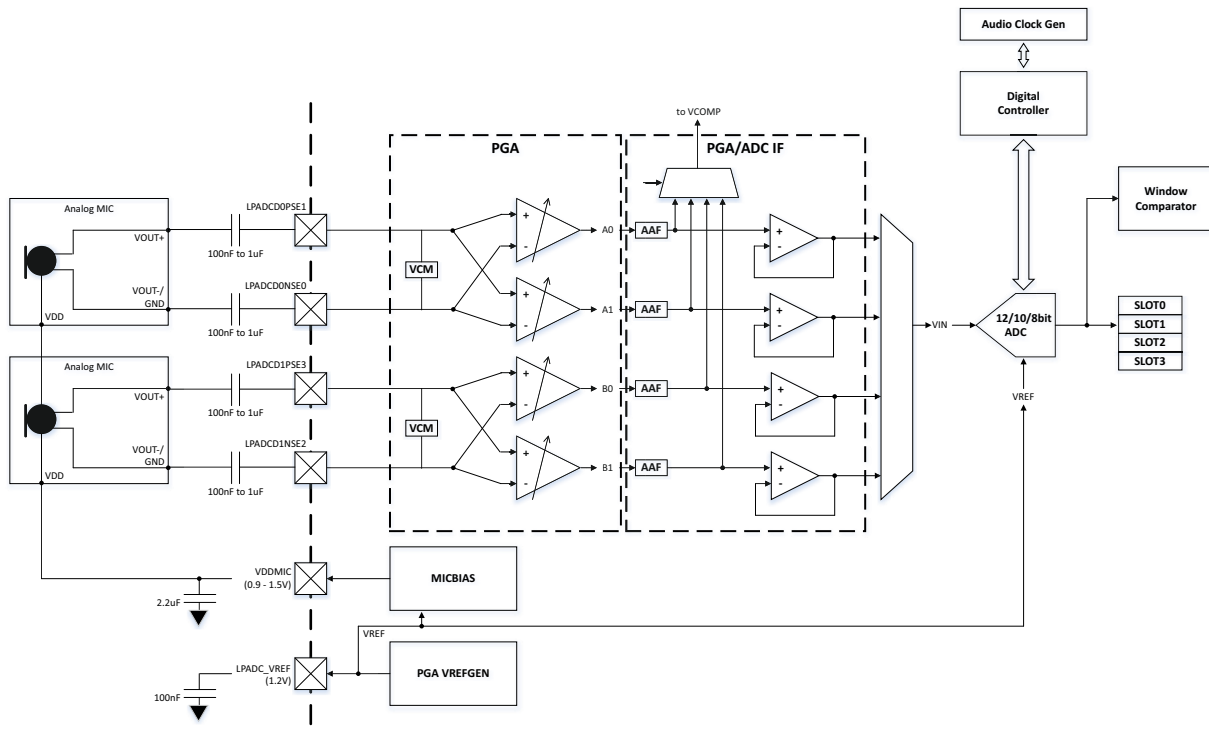 Audio Clock Gen
Digital
Controller
to VCOMP
PGA
PGA/ADC IF
Window
Comparator
Analog MIC
VOUT+
VOUT-/
GND
VDD
100nF to 1uF
LPADCD0PSE1
100nF to 1uF
LPADCD0NSE0
VCM
+
-
A0
+
-
A1
AAF
AAF
+
-
+
-
VIN
12/10/8bit
ADC
SLOT0
SLOT1
SLOT2
SLOT3
Analog MIC
VOUT+
VOUT-/
GND
VDD
100nF to 1uF
LPADCD1PSE3
100nF to 1uF
LPADCD1NSE2
VCM
+
-
B0
+
-
B1
AAF
AAF
+
-
+
-
VREF
VDDMIC
(0.9 - 1.5V)
2.2uF
MICBIAS
VREF
LPADC_VREF
(1.2V)
100nF
PGA VREFGEN